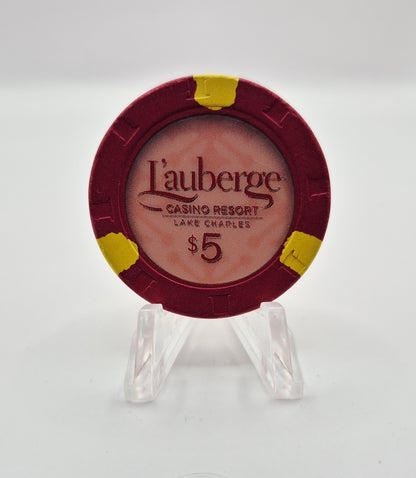 L'auberge
CASINO RESORT
LAKE CHARLES
$5